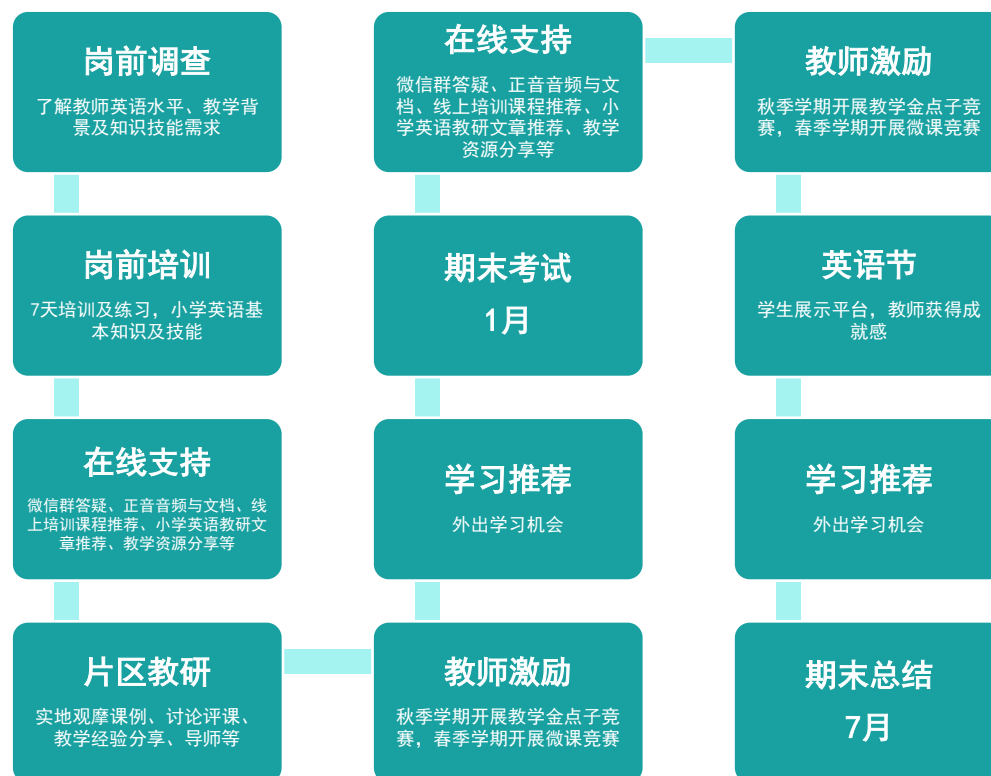 岗前调查
了解教师英语水平、教学背
景及知识技能需求
岗前培训
7天培训及练习，小学英语基
本知识及技能
在线支持
微信群答疑、正音音频与文档、线
上培训课程推荐、小学英语教研文
章推荐、教学资源分享等
片区教研
实地观摩课例、讨论评课、
教学经验分享、导师等
教师激励
秋季学期开展教学金点子竞
赛，春季学期开展微课竞赛
学习推荐
外出学习机会
期末考试
1月
在线支持
微信群答疑、正音音频与文
档、线上培训课程推荐、小
学英语教研文章推荐、教学
资源分享等
教师激励
秋季学期开展教学金点子竞
赛，春季学期开展微课竞赛
英语节
学生展示平台，教师获得成
就感
学习推荐
外出学习机会
期末总结
7月